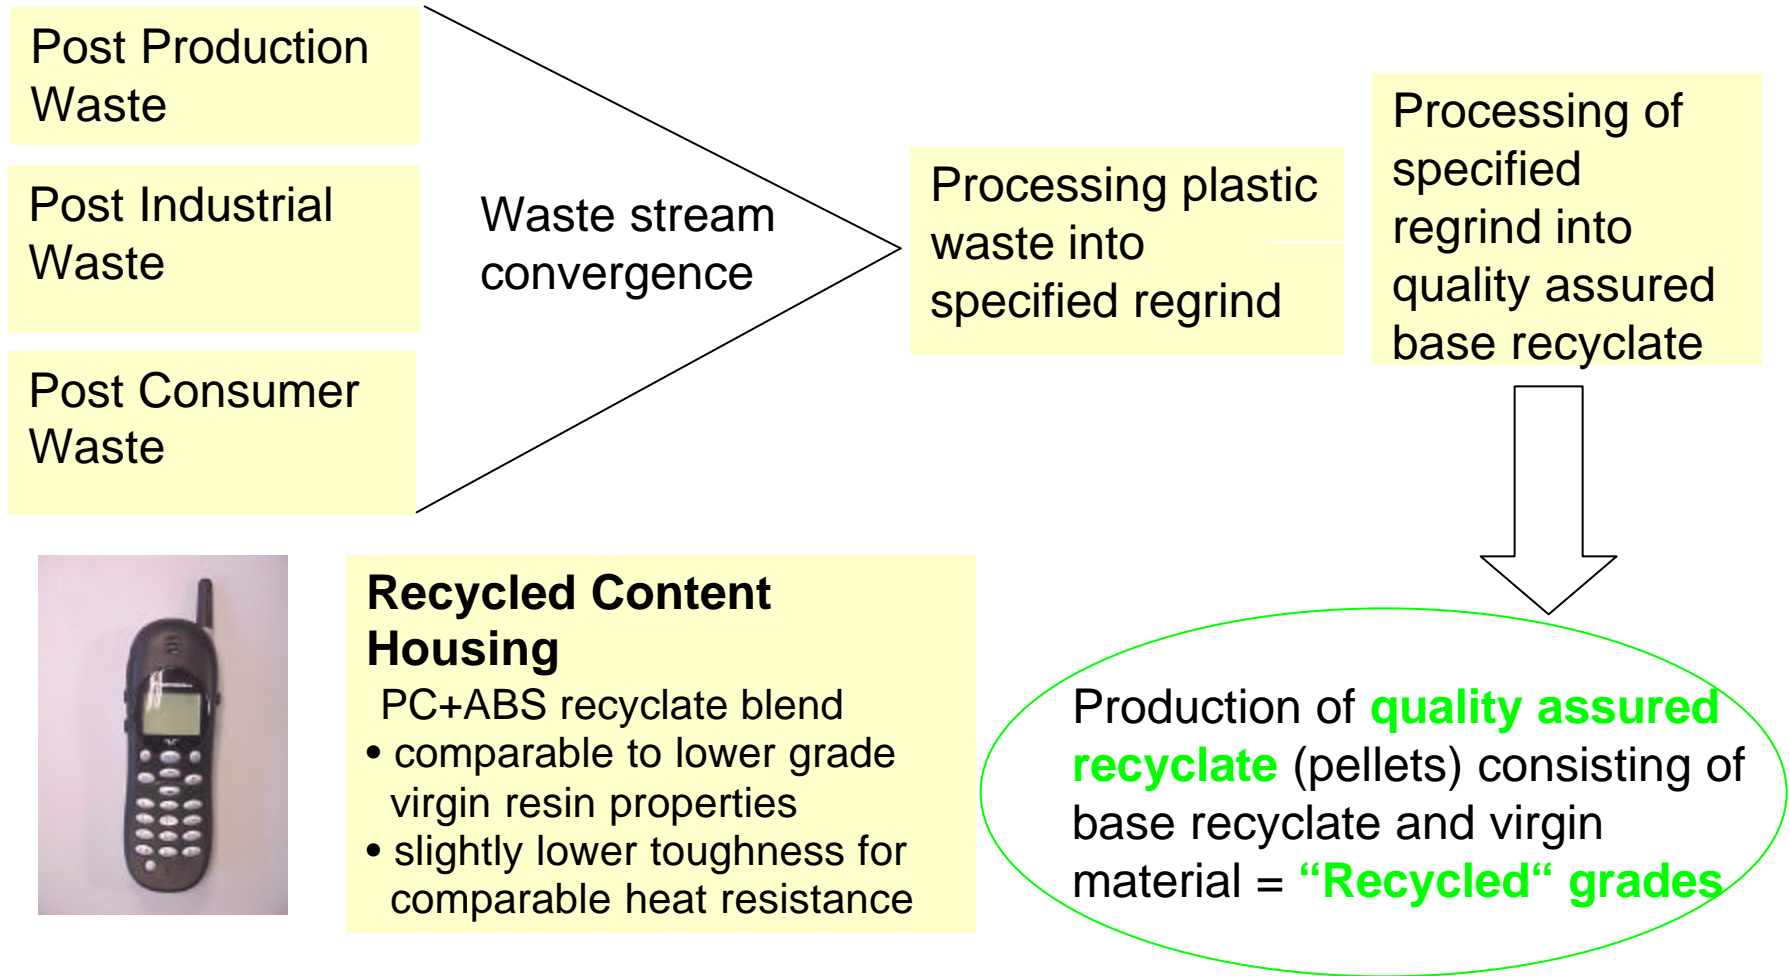 Post Production
Waste
Post Industrial
Waste
Post Consumer
Waste
Waste stream
convergence
Processing plastic
waste into
specified regrind
Processing of
specified
regrind into
quality assured
base recyclate
Recycled Content
Housing
PC+ABS recyclate blend
• comparable to lower grade
virgin resin properties
• slightly lower toughness for
comparable heat resistance
Production of quality assured
recyclate (pellets) consisting of
base recyclate and virgin
material = “Recycled“ grades